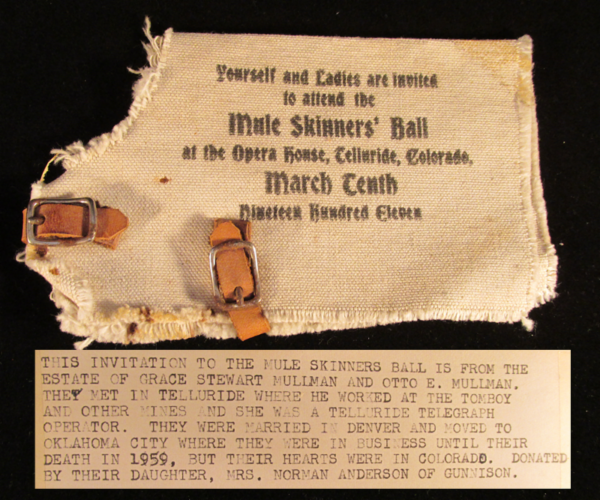 Yourself and Ladies are invited
to attend the
Mule Skinners' Ball
at the Opera House, Telluride, Colorado,
March Tenth
Nineteen Hundred Eleven
THIS INVITATION TO THE MULE SKINNERS BALL IS FROM THE
ESTATE OF GRACE STEWART MULLMAN AND OTTO E. MULLMAN.
THEY MET IN TELLURIDE WHERE HE WORKED AT THE TOMBOY
AND OTHER MINES AND SHE WAS A TELLURIDE TELEGRAPH
OPERATOR. THEY WERE MARRIED IN DENVER AND MOVED TO
OKLAHOMA CITY WHERE THEY WERE IN BUSINESS UNTIL THEIR
DEATH IN 1959, BUT THEIR HEARTS WERE IN COLORADO. DONATED
BY THEIR DAUGHTER, MRS. NORMAN ANDERSON OF GUNNISON.